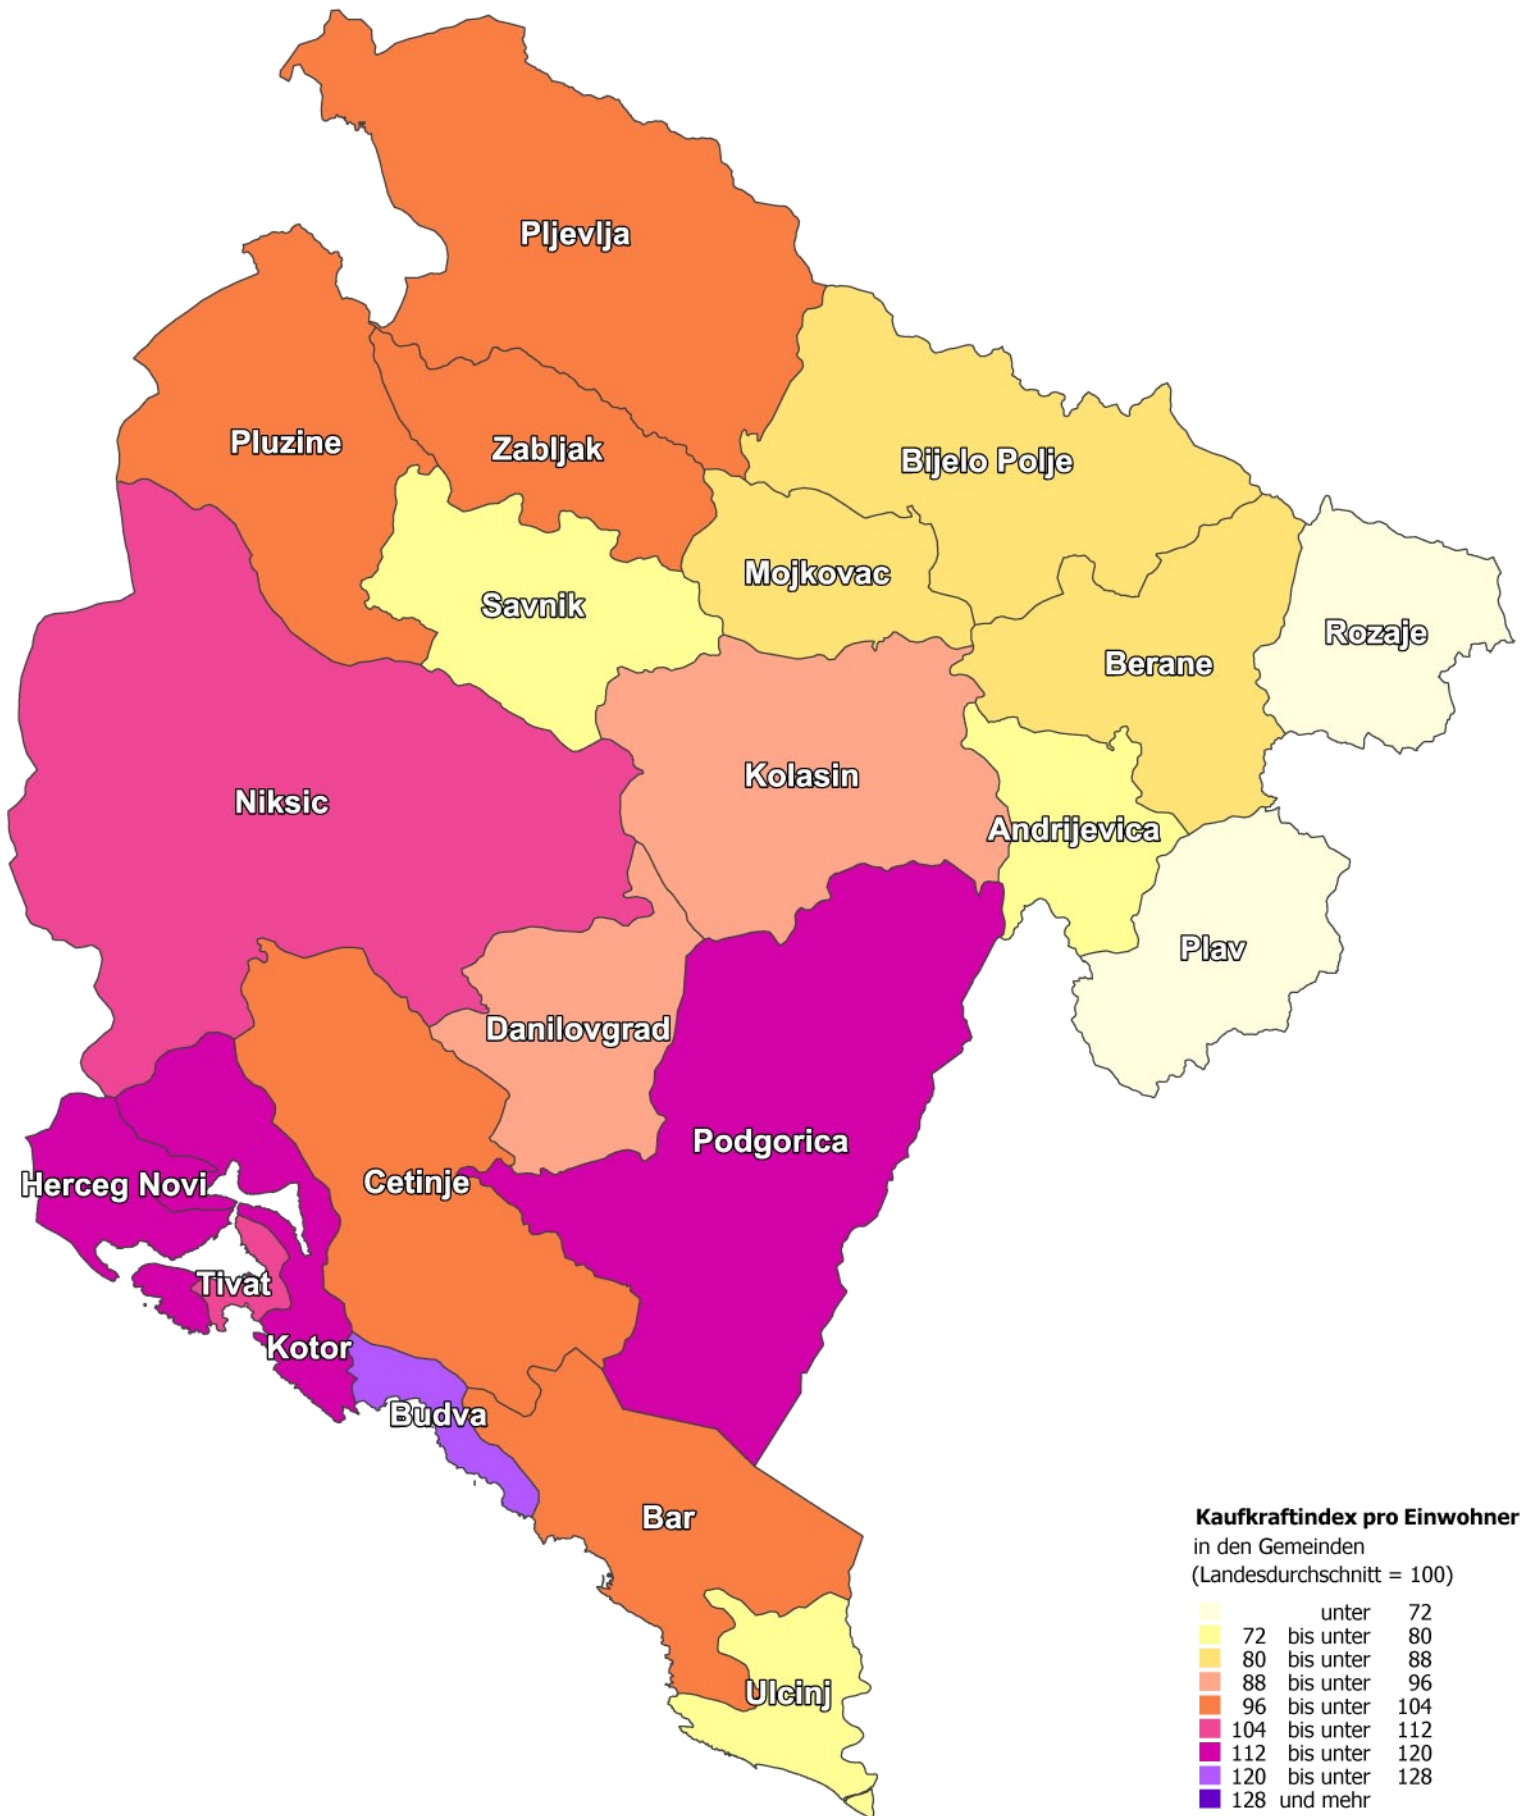 Pljevlja
Pluzine
Zabljak
Bijelo Polje
Mojkovac
Savnik
Rozaje
Berane
Kolasin
Niksic
Andrijevica
Plav
Danilovgrad
Podgorica
Cetinje
Herceg Novi
Tivat
Kotor
Budva
Bar
Ulcinj
Kaufkraftindex pro Einwohner
in den Gemeinden
(Landesdurchschnitt = 100)
unter 72
72 bis unter 80
80 bis unter 88
88 bis unter 96
96 bis unter 104
104 bis unter 112
112 bis unter 120
120 bis unter 128
128 und mehr